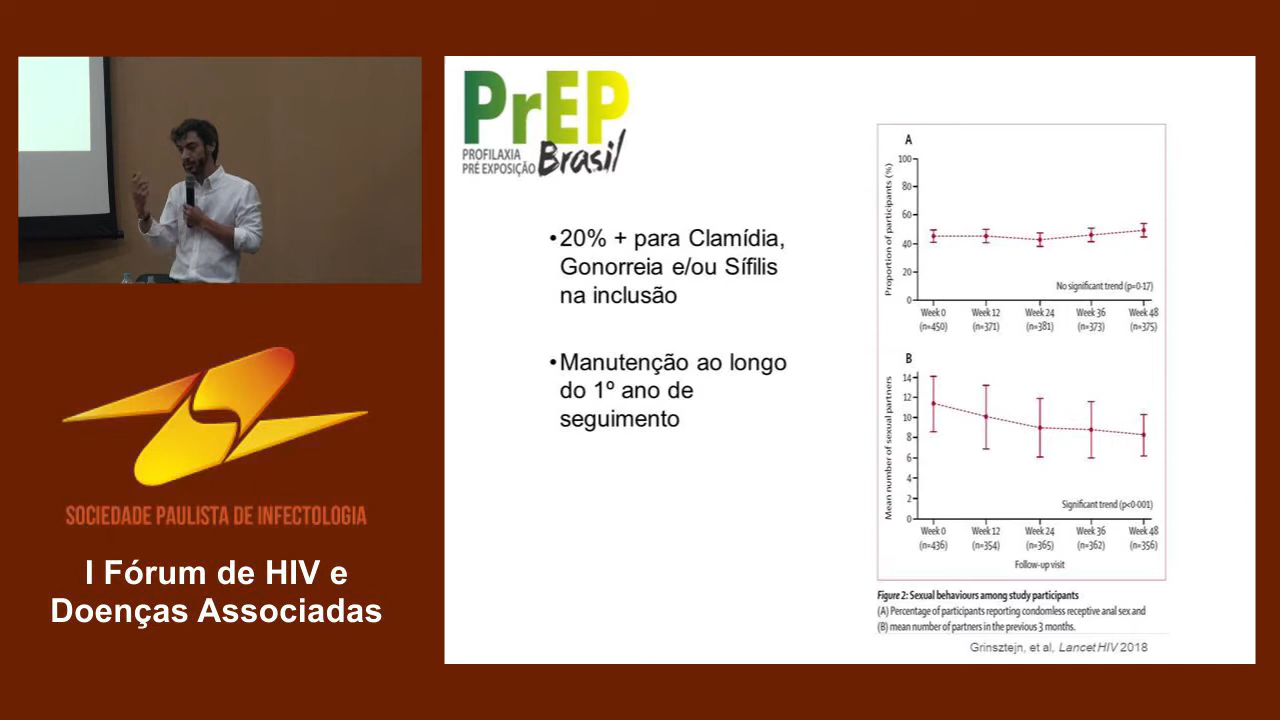 PrEP
PROFILAXIA
PRÉ EXPOSIÇÃO
Brasil
•20% + para Clamídia,
Gonorreia e/ou Sífilis
na inclusão
•Manutenção ao longo
do 1º ano de
seguimento
A
Proportion of participants (%)
100
80
60
40
20
0
No significant trend (p=0·17)
Week 0 Week 12 Week 24 Week 36 Week 48
(n=450) (n=371) (n=381) (n=373) (n=375)
B
Mean number of sexual partners
14
12
10
8
6
4
2
0
Significant trend (p<0·001)
Week 0 Week 12 Week 24 Week 36 Week 48
(n=436) (n=354) (n=365) (n=362) (n=356)
Follow-up visit
Figure 2: Sexual behaviours among study participants
(A) Percentage of participants reporting condomless receptive anal sex and
(B) mean number of partners in the previous 3 months.
Grinsztejn, et al, Lancet HIV 2018
SOCIEDADE PAULISTA DE INFECTOLOGIA
I Fórum de HIV e
Doenças Associadas